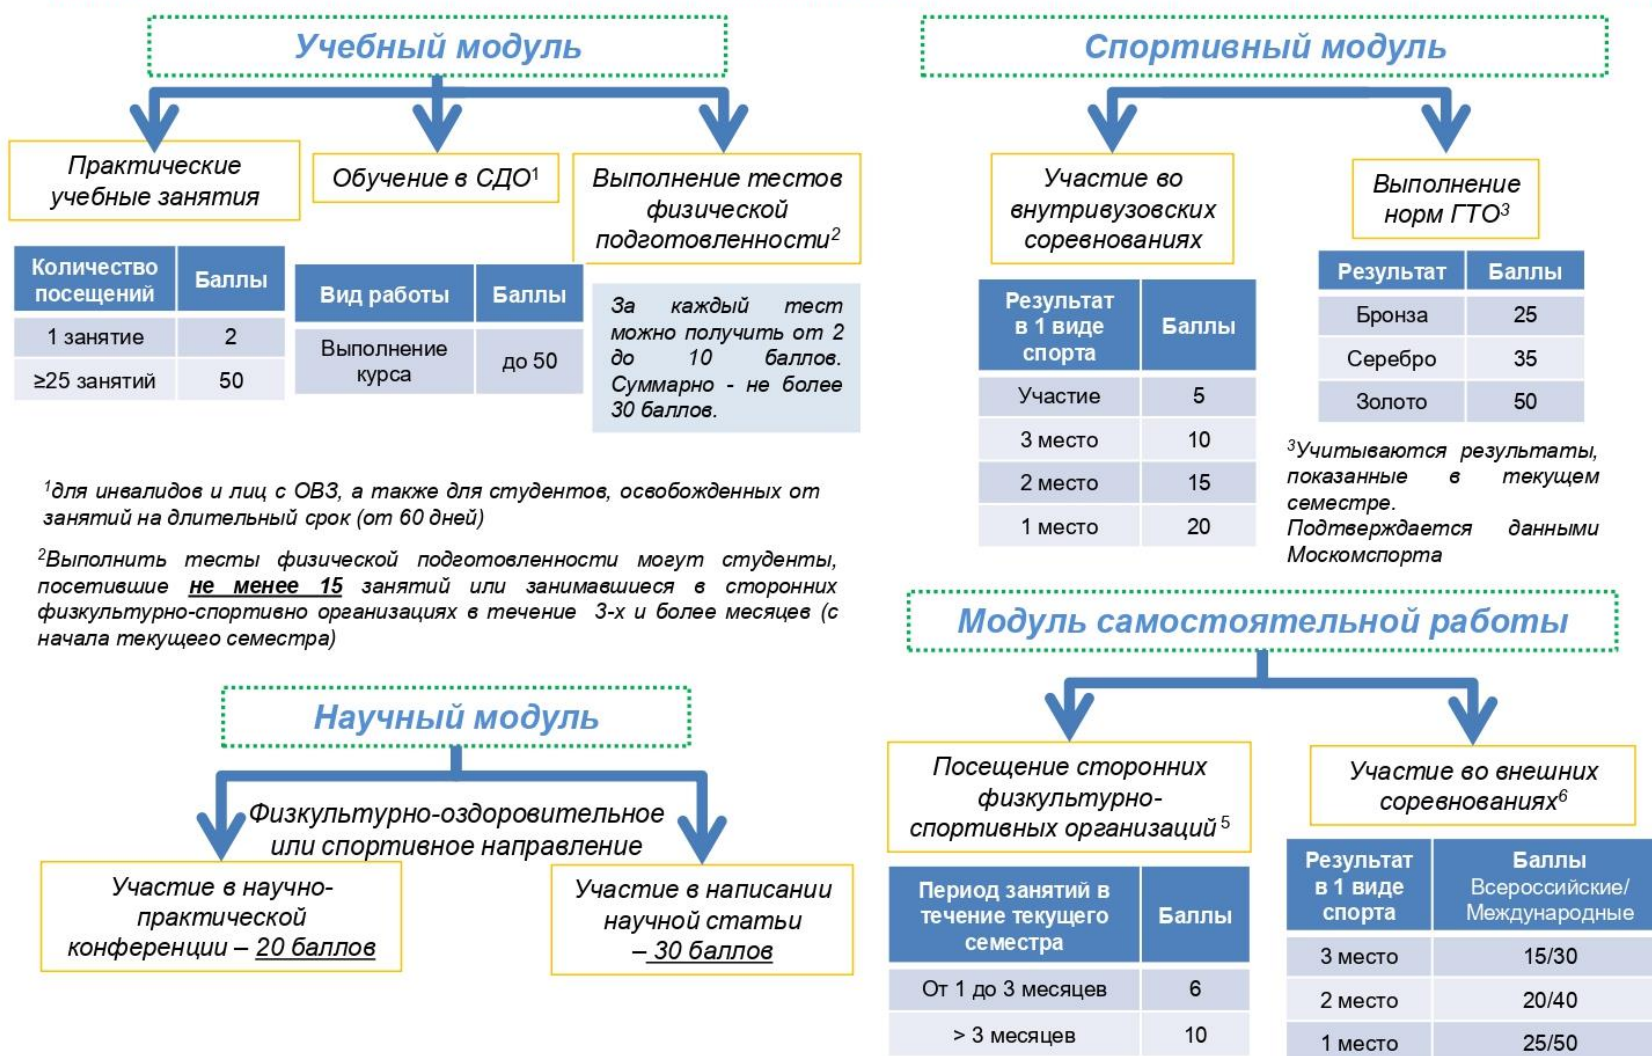 Учебный модуль
Практические
учебные занятия
Обучение в СДО¹
Выполнение тестов
физической
подготовленности²
Количество
посещений
Баллы
1 занятие
2
≥25 занятий
50
Вид работы
Баллы
Выполнение
курса
до 50
За каждый тест
можно получить от 2
до 10 баллов.
Суммарно - не более
30 баллов.
¹для инвалидов и лиц с ОВЗ, а также для студентов, освобожденных от
занятий на длительный срок (от 60 дней)
²Выполнить тесты физической подготовленности могут студенты,
посетившие не менее 15 занятий или занимавшиеся в сторонних
физкультурно-спортивно организациях в течение 3-х и более месяцев (с
начала текущего семестра)
Спортивный модуль
Участие во
внутривузовских
соревнованиях
Выполнение
норм ГТО³
Результат
в 1 виде
спорта
Баллы
Участие
5
3 место
10
2 место
15
1 место
20
Результат
Баллы
Бронза
25
Серебро
35
Золото
50
³Учитываются результаты,
показанные в текущем
семестре.
Подтверждается данными
Москомспорта
Научный модуль
Физкультурно-оздоровительное
или спортивное направление
Участие в научно-
практической
конференции – 20 баллов
Участие в написании
научной статьи
– 30 баллов
Модуль самостоятельной работы
Посещение сторонних
физкультурно-
спортивных организаций ⁵
Участие во внешних
соревнованиях⁶
Период занятий в
течение текущего
семестра
Баллы
От 1 до 3 месяцев
6
> 3 месяцев
10
Результат
в 1 виде
спорта
Баллы
Всероссийские/
Международные
3 место
15/30
2 место
20/40
1 место
25/50